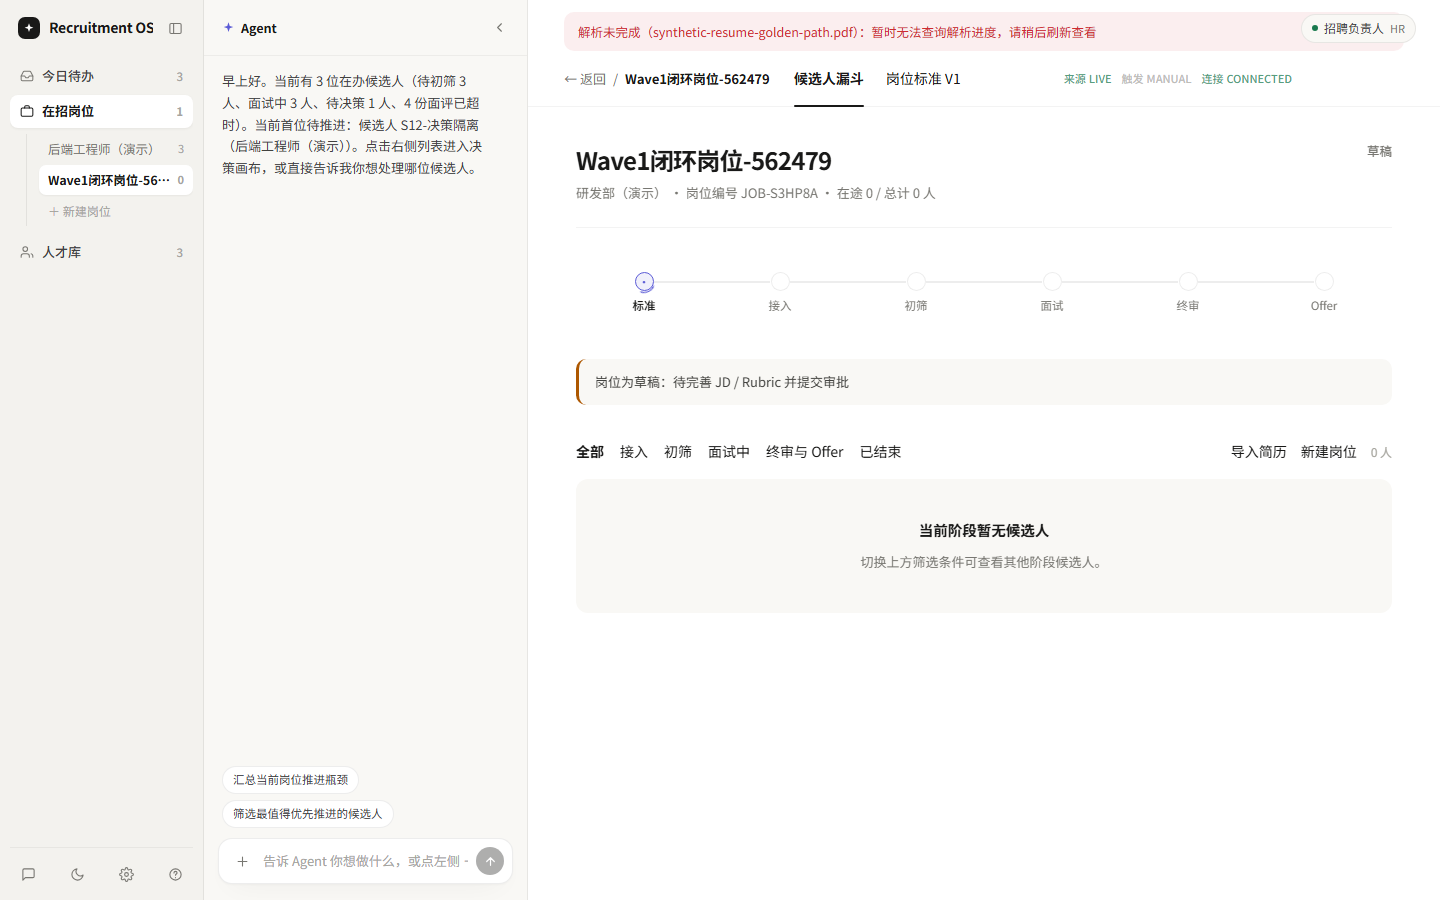 Recruitment OS
今日待办 3
在招岗位 1
后端工程师（演示） 3
Wave1闭环岗位-56··· 0
新建岗位
人才库 3
Agent
早上好。当前有 3 位在办候选人（待初筛 3
人、面试中 3 人、待决策 1 人、4 份面评已超
时）。当前首位待推进：候选人 S12-决策隔离
（后端工程师（演示））。点击右侧列表进入决
策画布，或直接告诉我你想处理哪位候选人。
汇总当前岗位推进瓶颈
筛选最值得优先推进的候选人
告诉 Agent 你想做什么，或点左侧 -
解析未完成（synthetic-resume-golden-path.pdf）：暂时无法查询解析进度，请稍后刷新查看
招聘负责人 HR
← 返回 / Wave1闭环岗位-562479
候选人漏斗
岗位标准 V1
来源 LIVE 触发 MANUAL 连接 CONNECTED
Wave1闭环岗位-562479
草稿
研发部（演示） · 岗位编号 JOB-S3HP8A · 在途 0 / 总计 0 人
标准 接入 初筛 面试 终审 Offer
岗位为草稿：待完善 JD / Rubric 并提交审批
全部 接入 初筛 面试中 终审与 Offer 已结束
导入简历 新建岗位 0 人
当前阶段暂无候选人
切换上方筛选条件可查看其他阶段候选人。